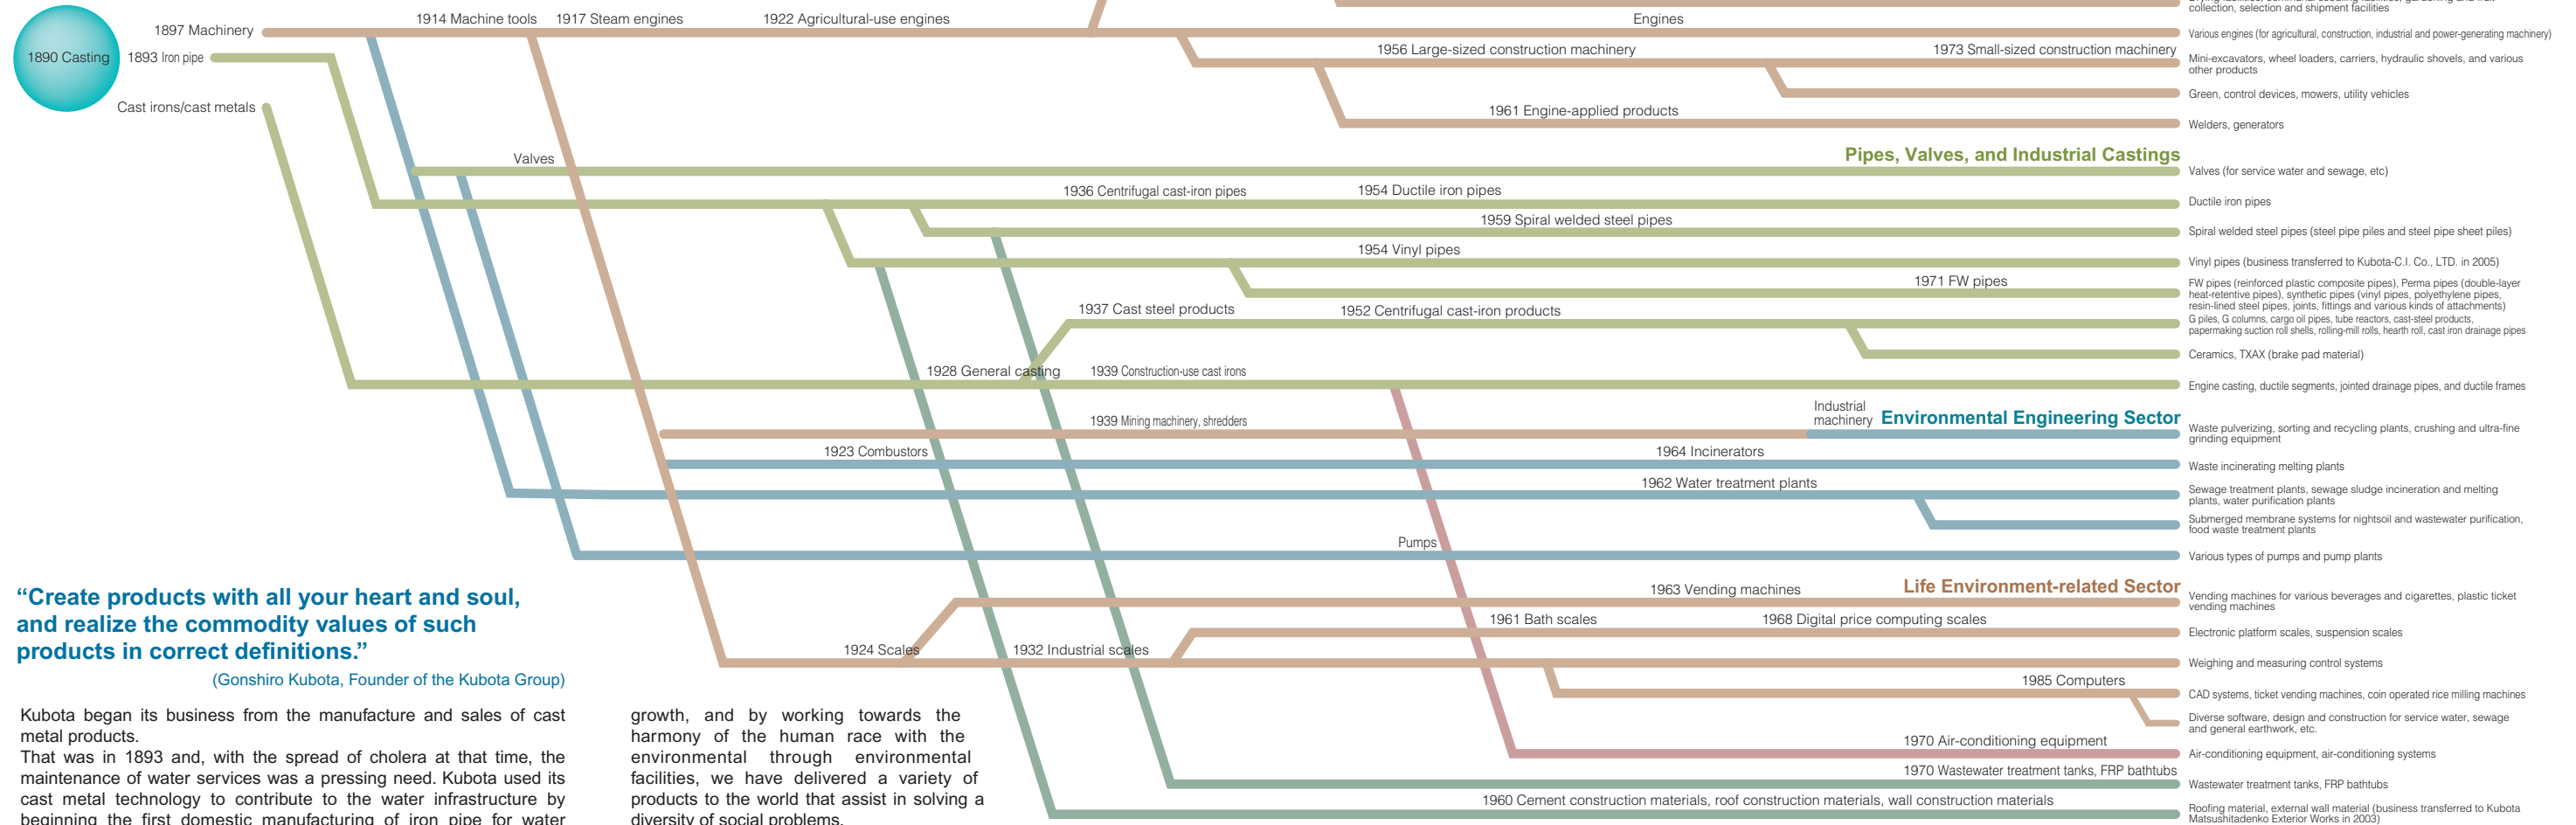 collection, selection and shipment facilities
1914 Machine tools
1917 Steam engines
1922 Agricultural-use engines
Engines
1897 Machinery
Various engines (for agricultural, construction, industrial and power-generating machinery)
1890 Casting
1893 Iron pipe
1956 Large-sized construction machinery
1973 Small-sized construction machinery
Mini-excavators, wheel loaders, carriers, hydraulic shovels, and various
other products
Green, control devices, mowers, utility vehicles
Cast irons/cast metals
1961 Engine-applied products
Welders, generators
Valves
Pipes, Valves, and Industrial Castings
Valves (for service water and sewage, etc)
1936 Centrifugal cast-iron pipes
1954 Ductile iron pipes
Ductile iron pipes
1959 Spiral welded steel pipes
Spiral welded steel pipes (steel pipe piles and steel pipe sheet piles)
1954 Vinyl pipes
Vinyl pipes (business transferred to Kubota-C.I. Co., LTD. in 2005)
1971 FW pipes
FW pipes (reinforced plastic composite pipes), Perma pipes (double-layer
heat-retentive pipes), synthetic pipes (vinyl pipes, polyethylene pipes,
resin-lined steel pipes, joints, fittings and various kinds of attachments)
1937 Cast steel products
1952 Centrifugal cast-iron products
G piles, G columns, cargo oil pipes, tube reactors, cast-steel products,
papermaking suction roll shells, rolling-mill rolls, hearth roll, cast iron drainage pipes
Ceramics, TXAX (brake pad material)
1928 General casting
1939 Construction-use cast irons
Engine casting, ductile segments, jointed drainage pipes, and ductile frames
1939 Mining machinery, shredders
Industrial
machinery
Environmental Engineering Sector
Waste pulverizing, sorting and recycling plants, crushing and ultra-fine
grinding equipment
1923 Combustors
1964 Incinerators
Waste incinerating melting plants
1962 Water treatment plants
Sewage treatment plants, sewage sludge incineration and melting
plants, water purification plants
Submerged membrane systems for nightsoil and wastewater purification,
food waste treatment plants
Pumps
Various types of pumps and pump plants
1963 Vending machines
Life Environment-related Sector
Vending machines for various beverages and cigarettes, plastic ticket
vending machines
1961 Bath scales
1968 Digital price computing scales
Electronic platform scales, suspension scales
1924 Scales
1932 Industrial scales
Weighing and measuring control systems
1985 Computers
CAD systems, ticket vending machines, coin operated rice milling machines
Diverse software, design and construction for service water, sewage
and general earthwork, etc.
1970 Air-conditioning equipment
Air-conditioning equipment, air-conditioning systems
1970 Wastewater treatment tanks, FRP bathtubs
Wastewater treatment tanks, FRP bathtubs
1960 Cement construction materials, roof construction materials, wall construction materials
Roofing material, external wall material (business transferred to Kubota
Matsushitadenko Exterior Works in 2003)
“Create products with all your heart and soul,
and realize the commodity values of such
products in correct definitions.”
(Gonshiro Kubota, Founder of the Kubota Group)
Kubota began its business from the manufacture and sales of cast
metal products.
That was in 1893 and, with the spread of cholera at that time, the
maintenance of water services was a pressing need. Kubota used its
cast metal technology to contribute to the water infrastructure by
beginning the first domestic manufacturing of iron pipe for water
growth, and by working towards the
harmony of the human race with the
environmental through environmental
facilities, we have delivered a variety of
products to the world that assist in solving a
diversity of social problems.